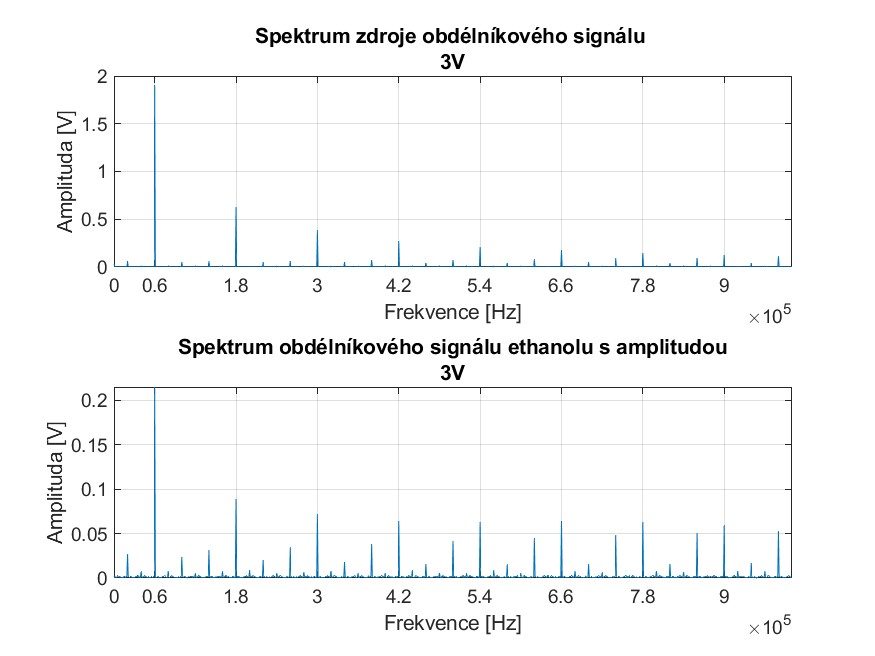 Spektrum zdroje obdélníkového signálu
3V
Amplituda [V]
2
1.5
1
0.5
0
0 0.6 1.8 3 4.2 5.4 6.6 7.8 9
Frekvence [Hz]
×10^5
Spektrum obdélníkového signálu ethanolu s amplitudou
3V
Amplituda [V]
0.2
0.15
0.1
0.05
0
0 0.6 1.8 3 4.2 5.4 6.6 7.8 9
Frekvence [Hz]
×10^5